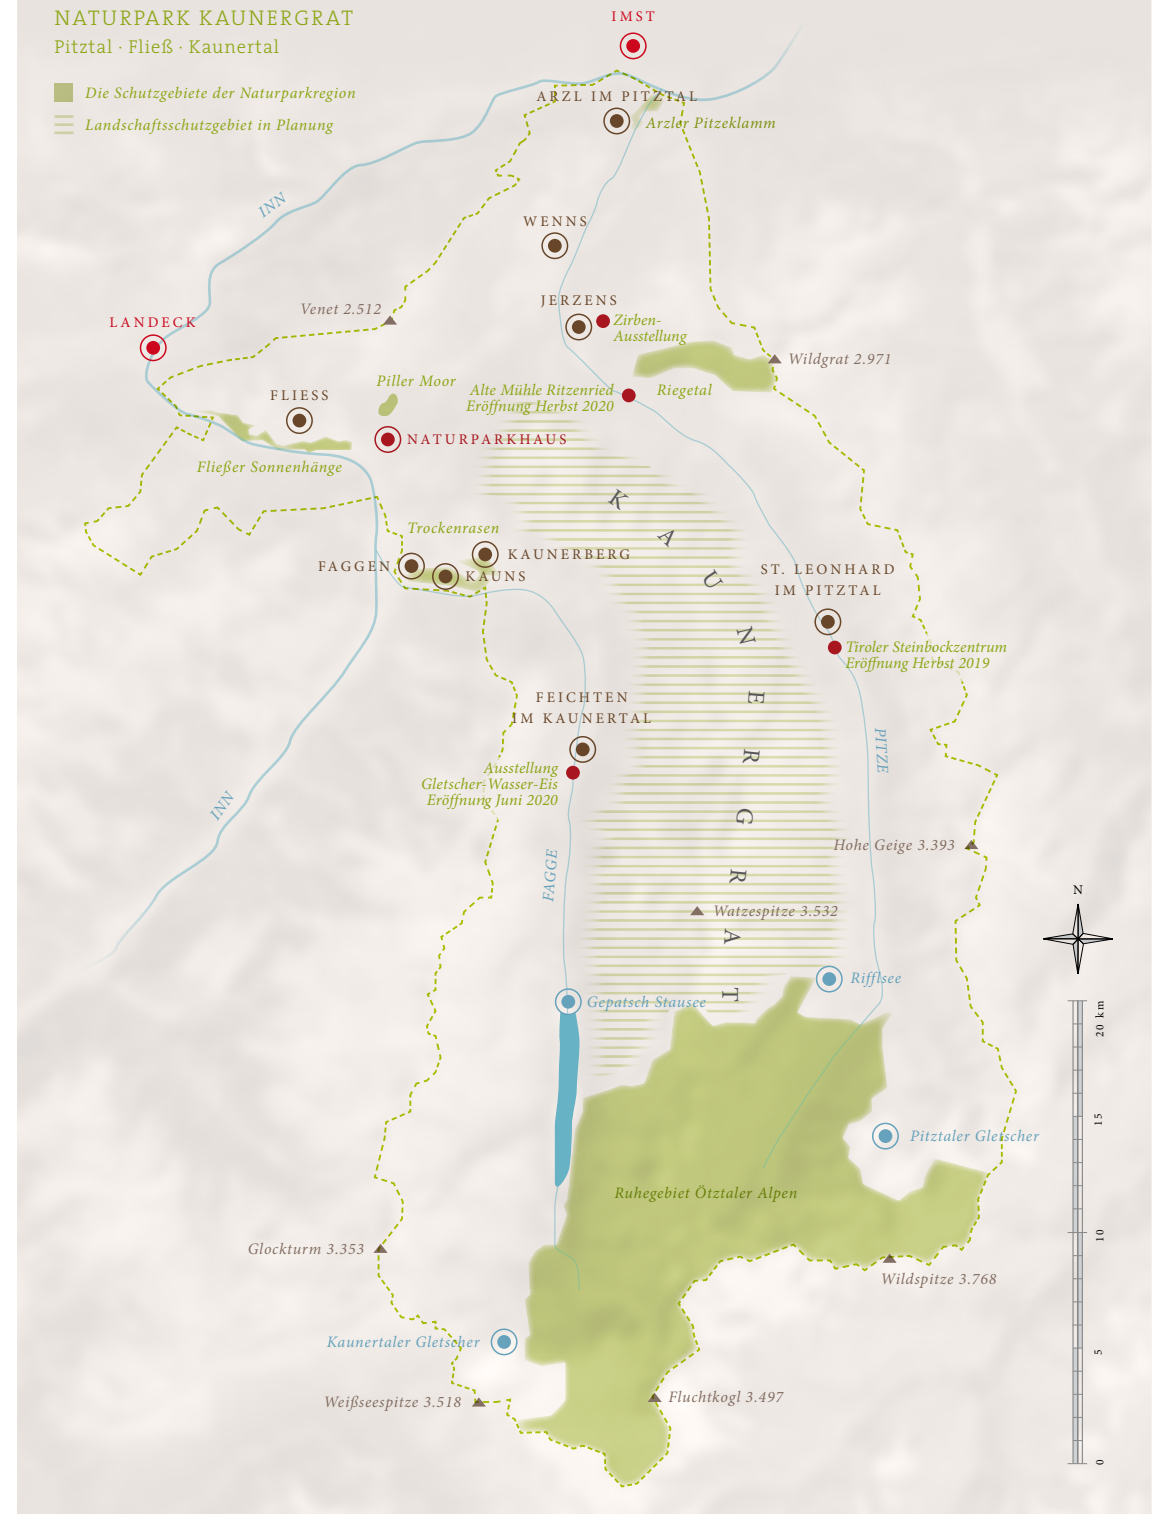 NATURPARK KAUNERGRAT
Pitztal · Fließ · Kaunertal
Die Schutzgebiete der Naturparkregion
Landschaftsschutzgebiet in Planung
IMST
ARZL IM PITZTAL
Arzler Pitzeklamm
INN
WENNS
JERZENS
Zirben-
Ausstellung
Venet 2.512
LANDECK
Wildgrat 2.971
Piller Moor
Alte Mühle Ritzenried
Eröffnung Herbst 2020
Riegetal
FLIESS
NATURPARKHAUS
Fließer Sonnenhänge
KAUNERGRAT
Trockenrasen
KAUNERBERG
FAGGEN
KAUNS
ST. LEONHARD
IM PITZTAL
Tiroler Steinbockzentrum
Eröffnung Herbst 2019
FEICHTEN
IM KAUNERTAL
PITZE
Ausstellung
Gletscher-Wasser-Eis
Eröffnung Juni 2020
INN
Hohe Geige 3.393
FAGGE
Watzespitze 3.532
N
Rifflsee
Gepatsch Stausee
20 km
15
10
5
0
Pitztaler Gletscher
Ruhegebiet Ötztaler Alpen
Glockturm 3.353
Wildspitze 3.768
Kaunertaler Gletscher
Weißseespitze 3.518
Fluchtkogl 3.497